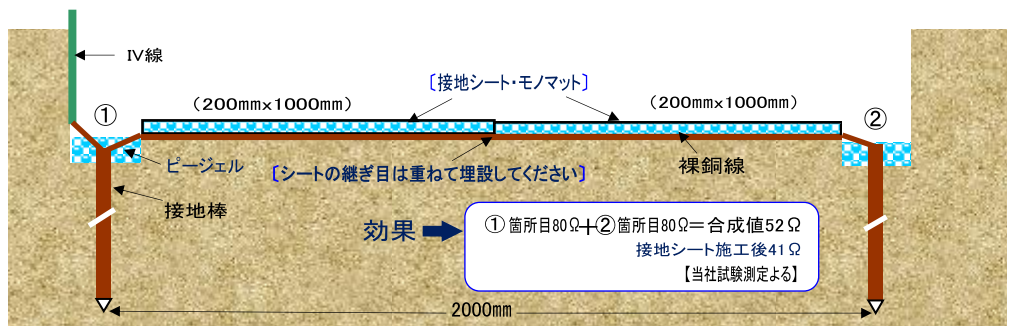 IV線
〔接地シート・モノマット〕
①
（200mm×1000mm）
（200mm×1000mm）
②
ピージェル
〔シートの継ぎ目は重ねて埋設してください〕
裸銅線
接地棒
効果
①箇所目80Ω+②箇所目80Ω=合成値52Ω
接地シート施工後41Ω
【当社試験測定よる】
2000mm